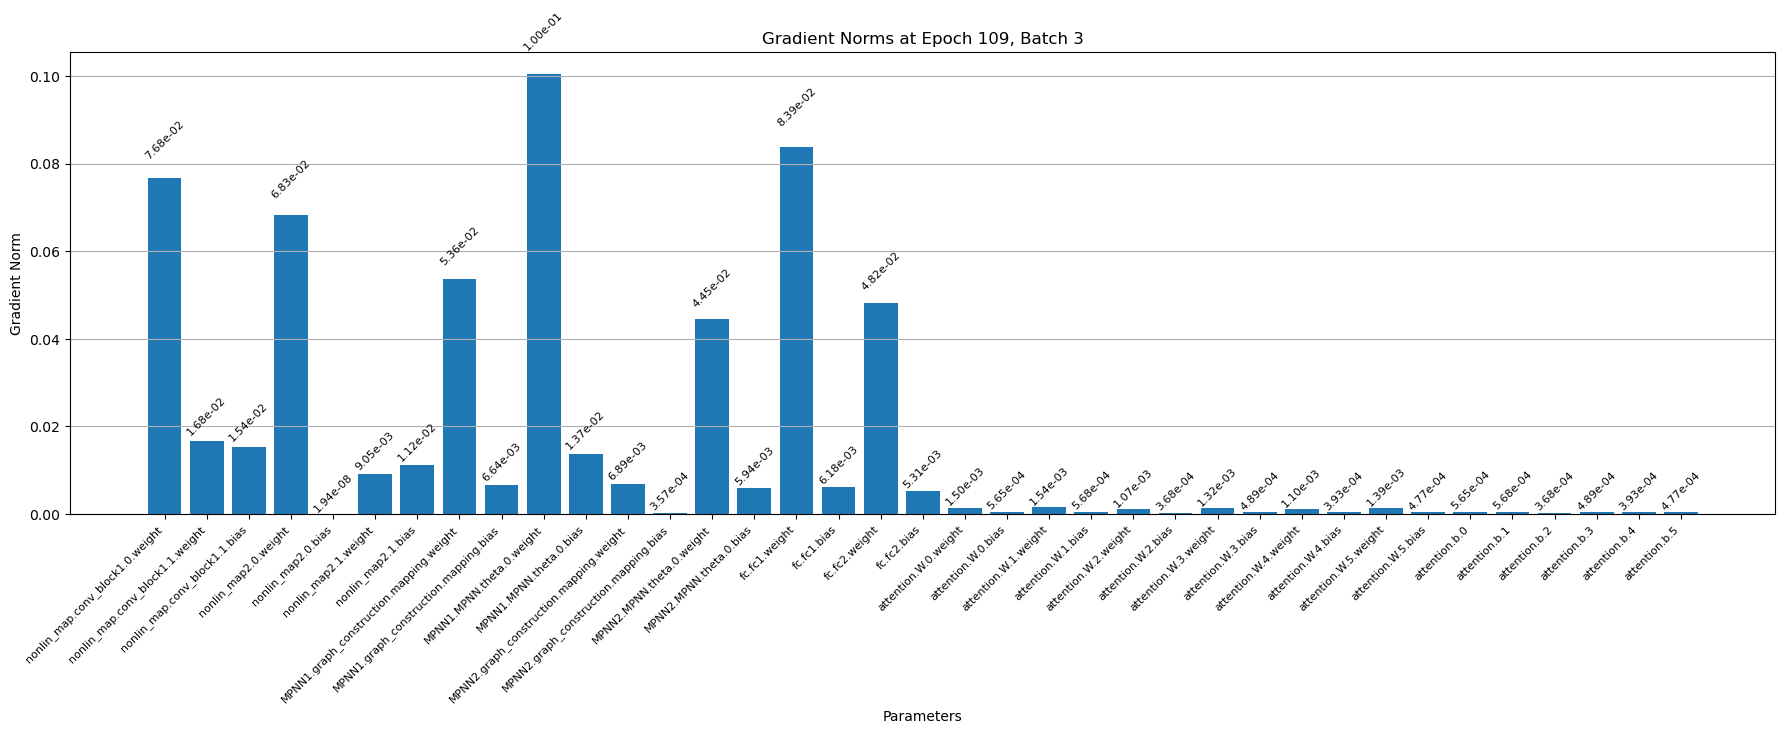 Gradient Norms at Epoch 109, Batch 3
Gradient Norm
0.10
0.08
0.06
0.04
0.02
0.00
7.68e-02
1.68e-02
1.54e-02
6.83e-02
1.94e-08
9.05e-03
1.12e-02
5.36e-02
6.64e-03
1.00e-01
1.37e-02
6.89e-03
3.57e-04
4.45e-02
5.94e-03
8.39e-02
6.18e-03
4.82e-02
5.31e-03
1.50e-03
5.65e-04
1.54e-03
5.68e-04
1.07e-03
3.68e-04
1.32e-03
4.89e-04
1.10e-03
3.93e-04
1.39e-03
4.77e-04
5.65e-04
5.68e-04
3.68e-04
4.89e-04
3.93e-04
4.77e-04
nonlin_map.conv_block1.0.weight
nonlin_map.conv_block1.1.weight
nonlin_map.conv_block1.1.bias
nonlin_map2.0.weight
nonlin_map2.0.bias
nonlin_map2.1.weight
nonlin_map2.1.bias
MPNN1.graph_construction.mapping.weight
MPNN1.graph_construction.mapping.bias
MPNN1.MPNN.theta.0.weight
MPNN1.MPNN.theta.0.bias
MPNN2.graph_construction.mapping.weight
MPNN2.graph_construction.mapping.bias
MPNN2.MPNN.theta.0.weight
MPNN2.MPNN.theta.0.bias
fc.fc1.weight
fc.fc1.bias
fc.fc2.weight
fc.fc2.bias
attention.W.0.weight
attention.W.0.bias
attention.W.1.weight
attention.W.1.bias
attention.W.2.weight
attention.W.2.bias
attention.W.3.weight
attention.W.3.bias
attention.W.4.weight
attention.W.4.bias
attention.W.5.weight
attention.W.5.bias
attention.b.0
attention.b.1
attention.b.2
attention.b.3
attention.b.4
attention.b.5
Parameters